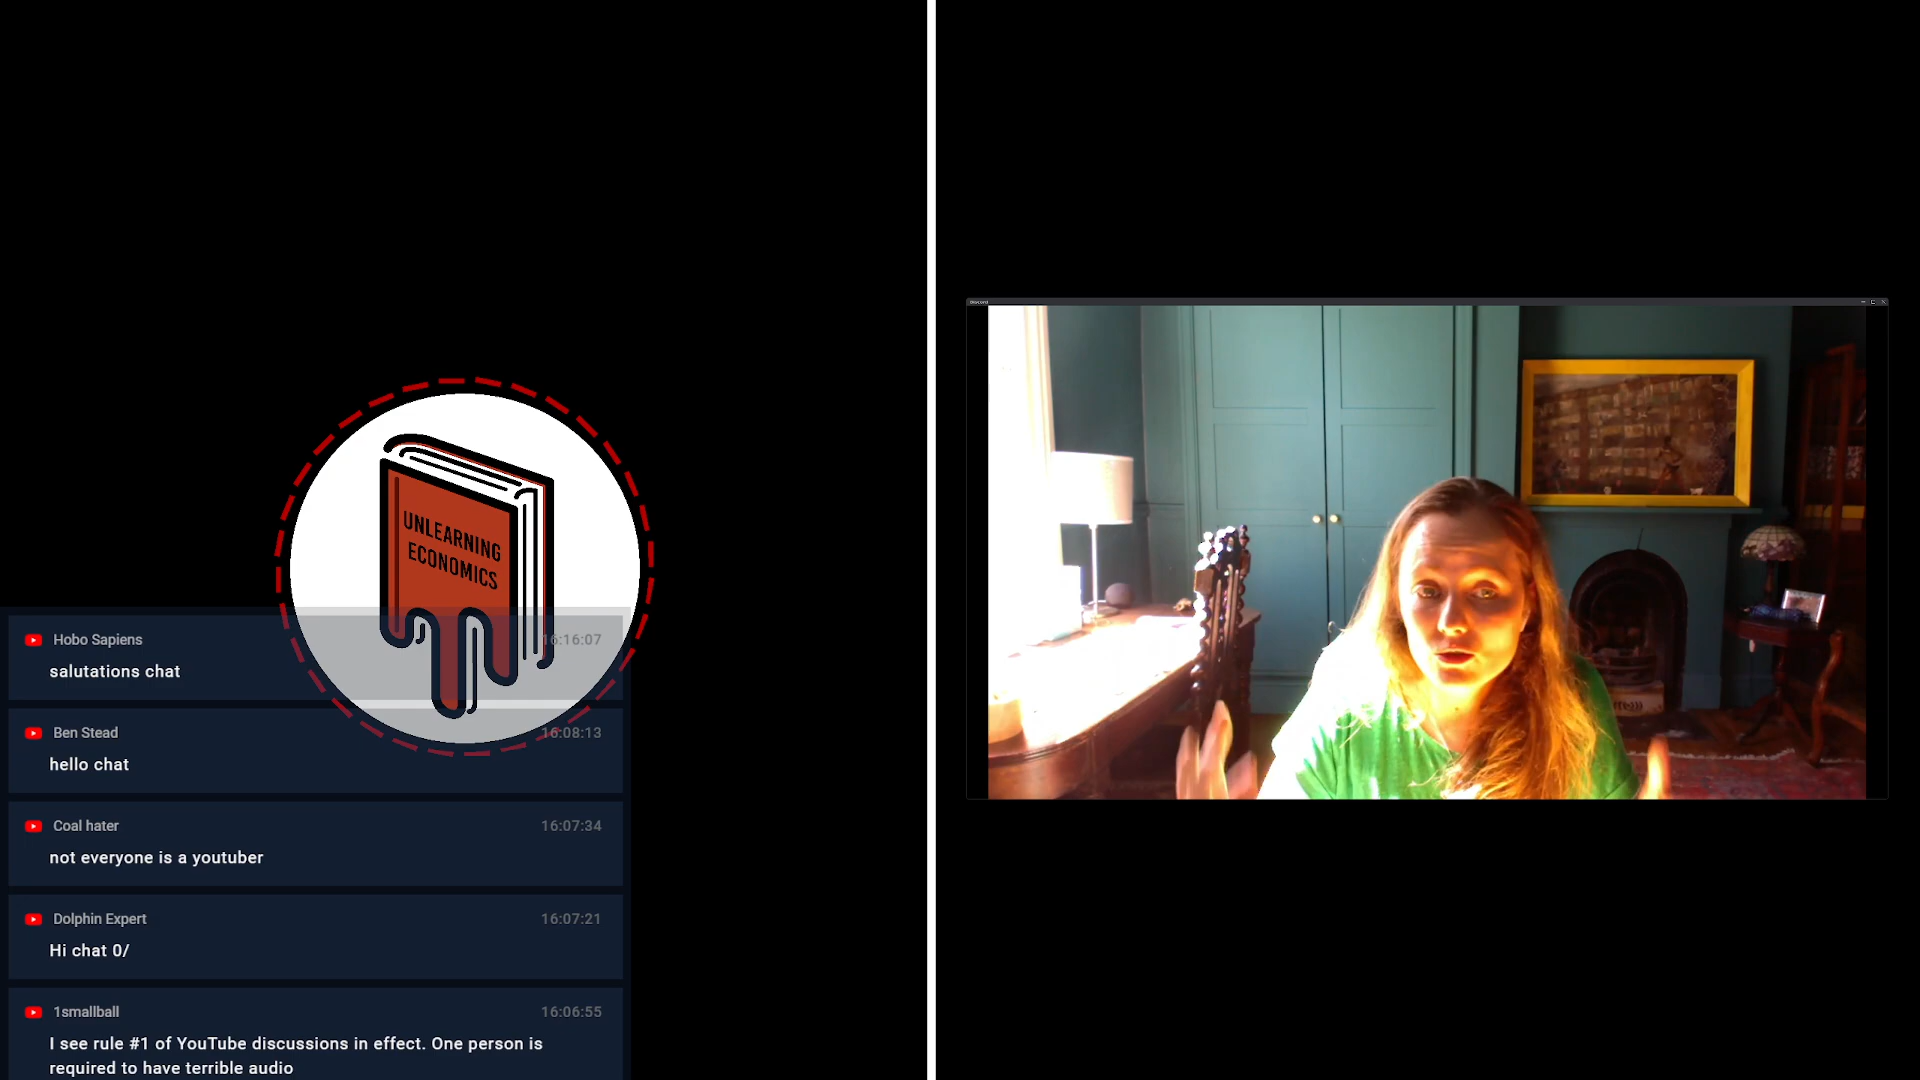 UNLEARNING
ECONOMICS
Hobo Sapiens 16:16:07
salutations chat
Ben Stead 16:08:13
hello chat
Coal hater 16:07:34
not everyone is a youtuber
Dolphin Expert 16:07:21
Hi chat 0/
1smallball 16:06:55
I see rule #1 of YouTube discussions in effect. One person is
required to have terrible audio